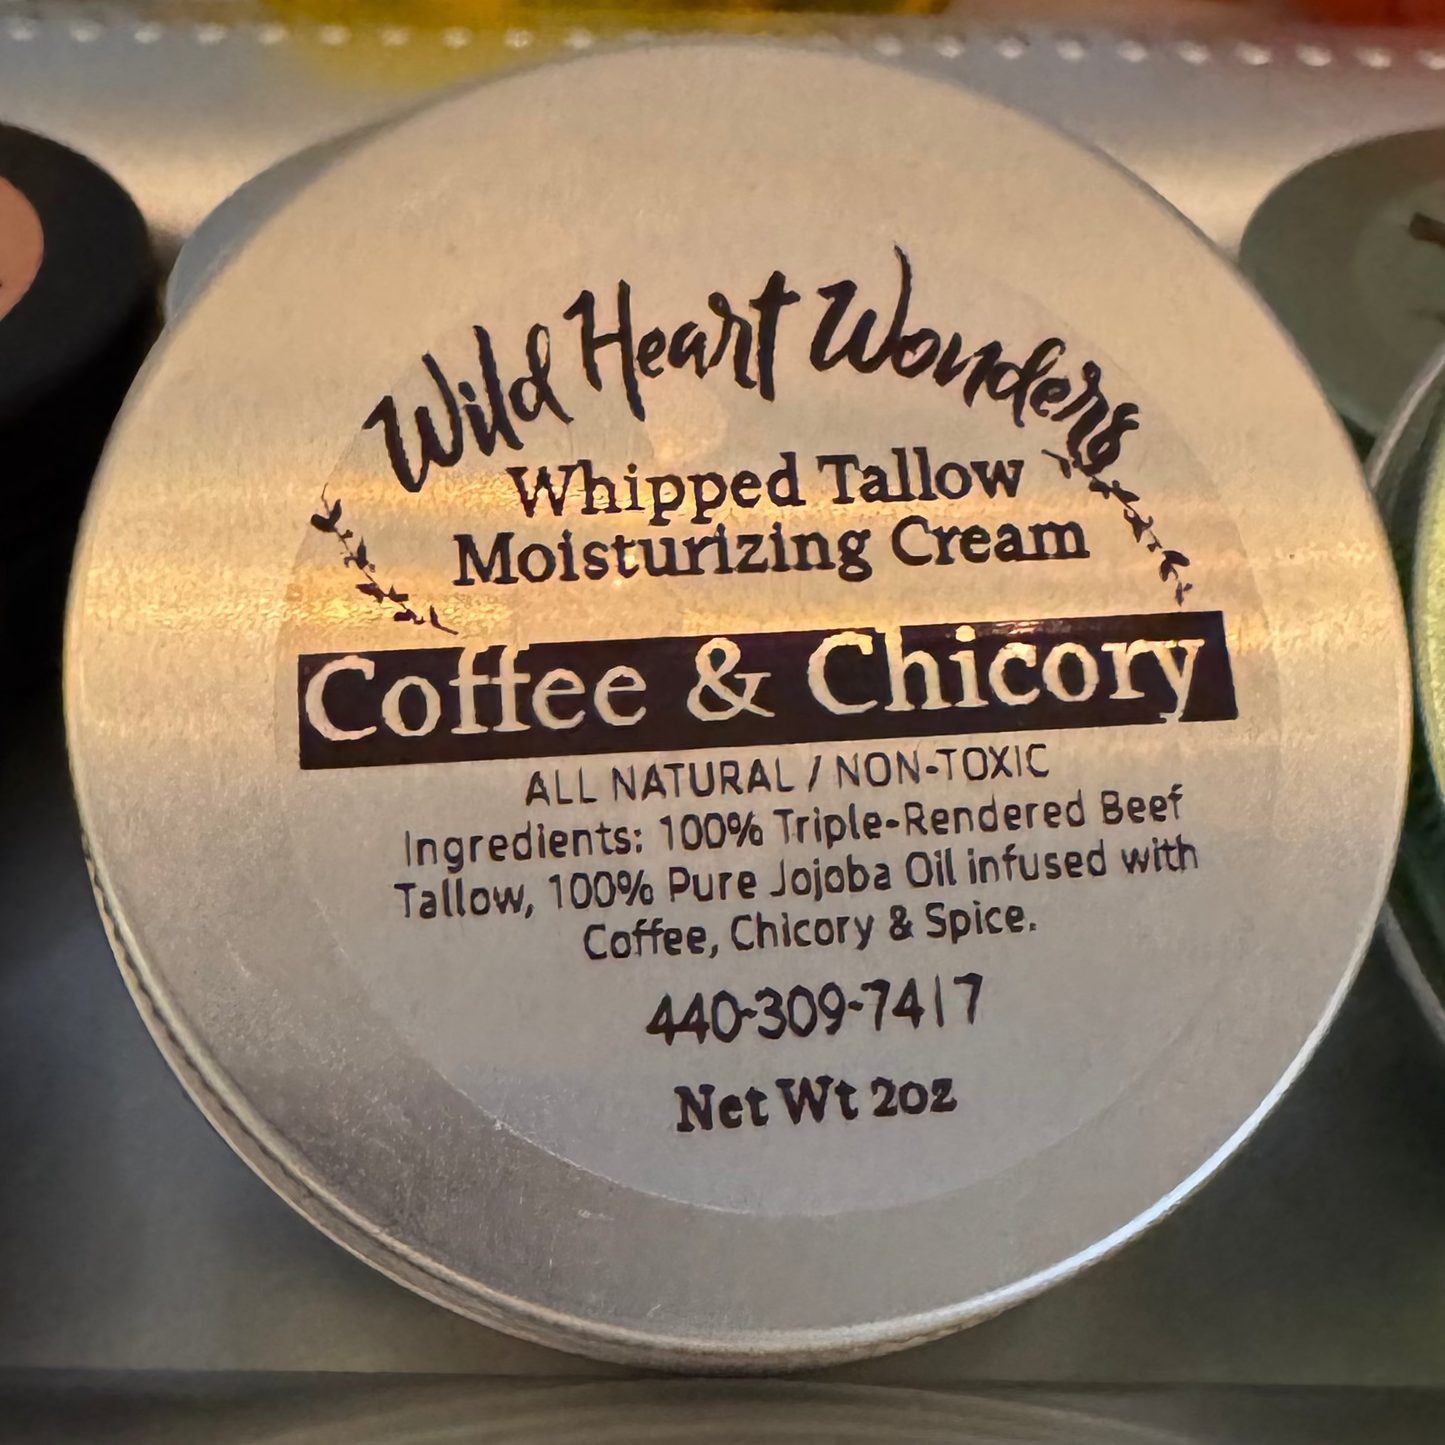 Wild Heart Wonders
Whipped Tallow
Moisturizing Cream
Coffee & Chicory
ALL NATURAL / NON-TOXIC
Ingredients: 100% Triple-Rendered Beef
Tallow, 100% Pure Jojoba Oil infused with
Coffee, Chicory & Spice.
440-309-7417
Net Wt 2oz